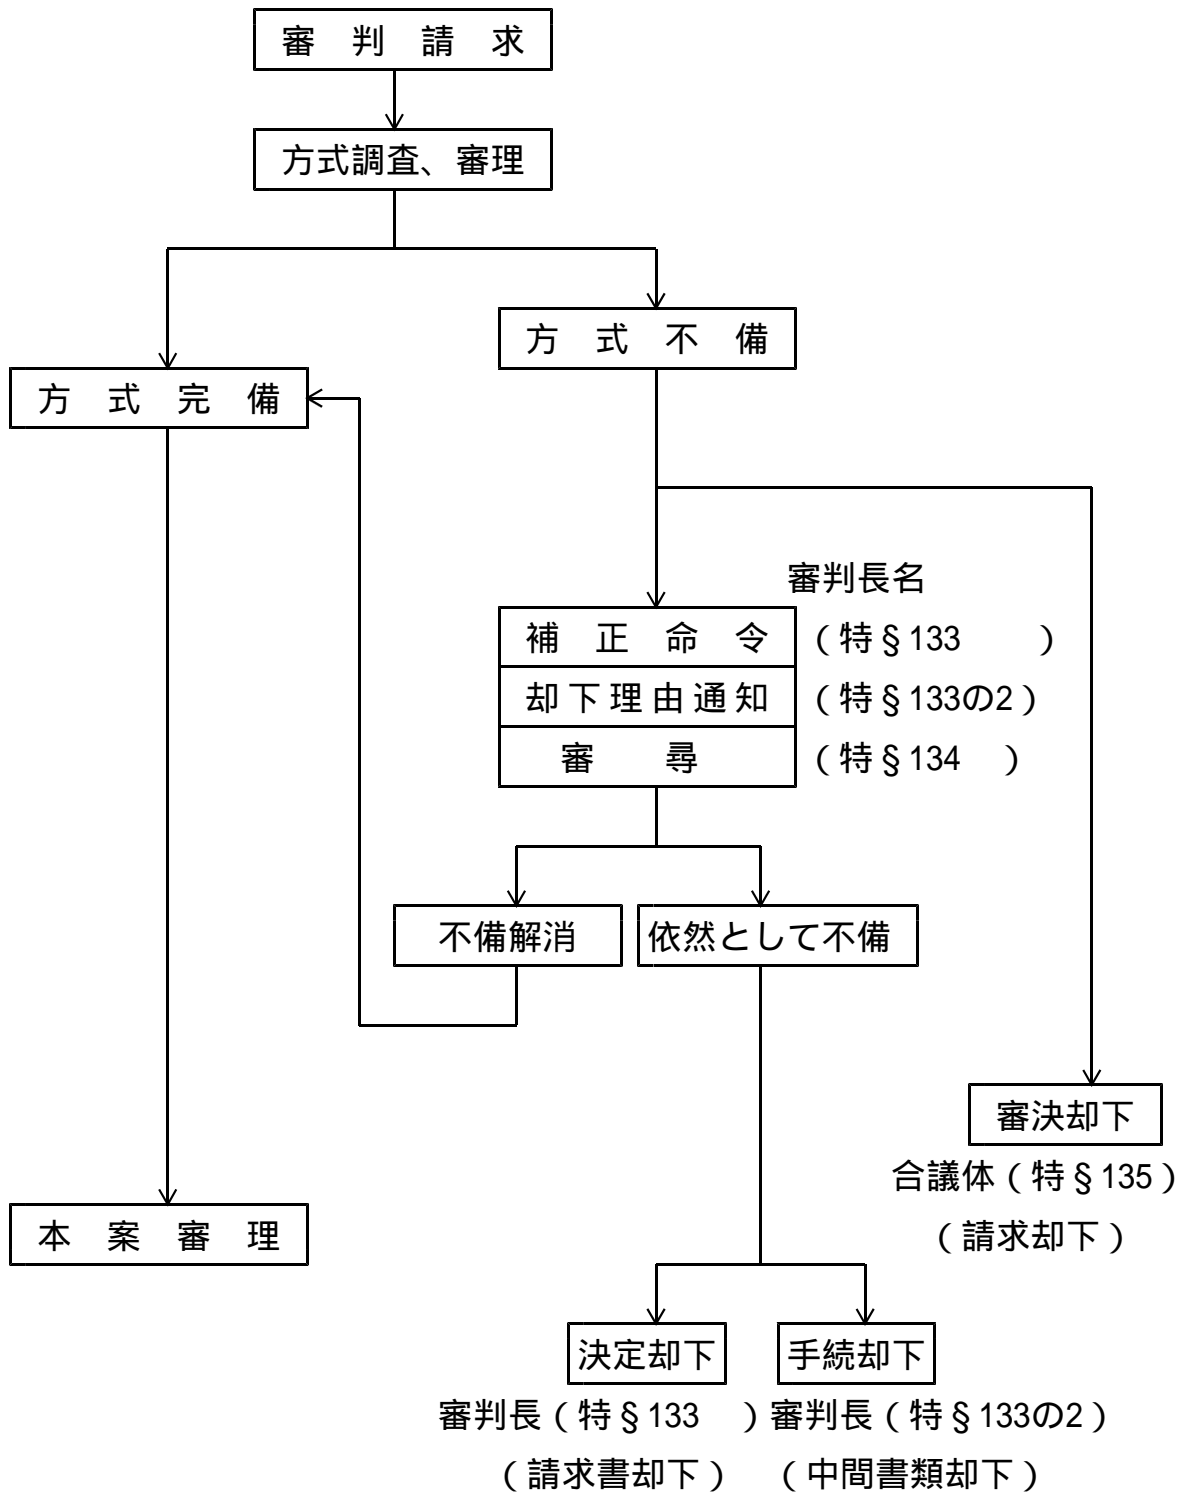 審　判　請　求
方式調査、審理
方　式　不　備
方　式　完　備
審判長名
補　正　命　令 （特§133　　）
却下理由通知 （特§133の2）
審　　尋 （特§134　）
不備解消 依然として不備
審決却下
合議体（特§135）
本　案　審　理 （請求却下）
決定却下 手続却下
審判長（特§133　） 審判長（特§133の2）
（請求書却下） （中間書類却下）